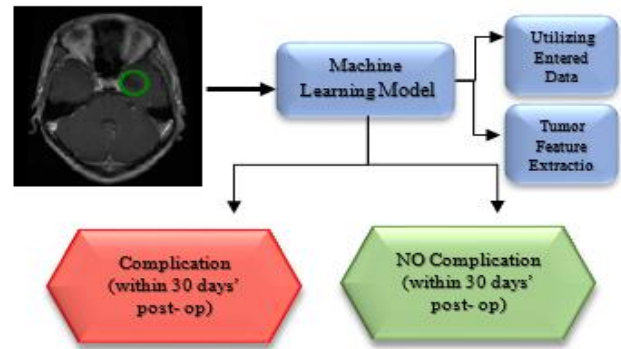 Machine
Learning Model
Utilizing
Entered
Data
Tumor
Feature
Extractio
Complication
(within 30 days'
post- op)
NO Complication
(within 30 days'
post- op)